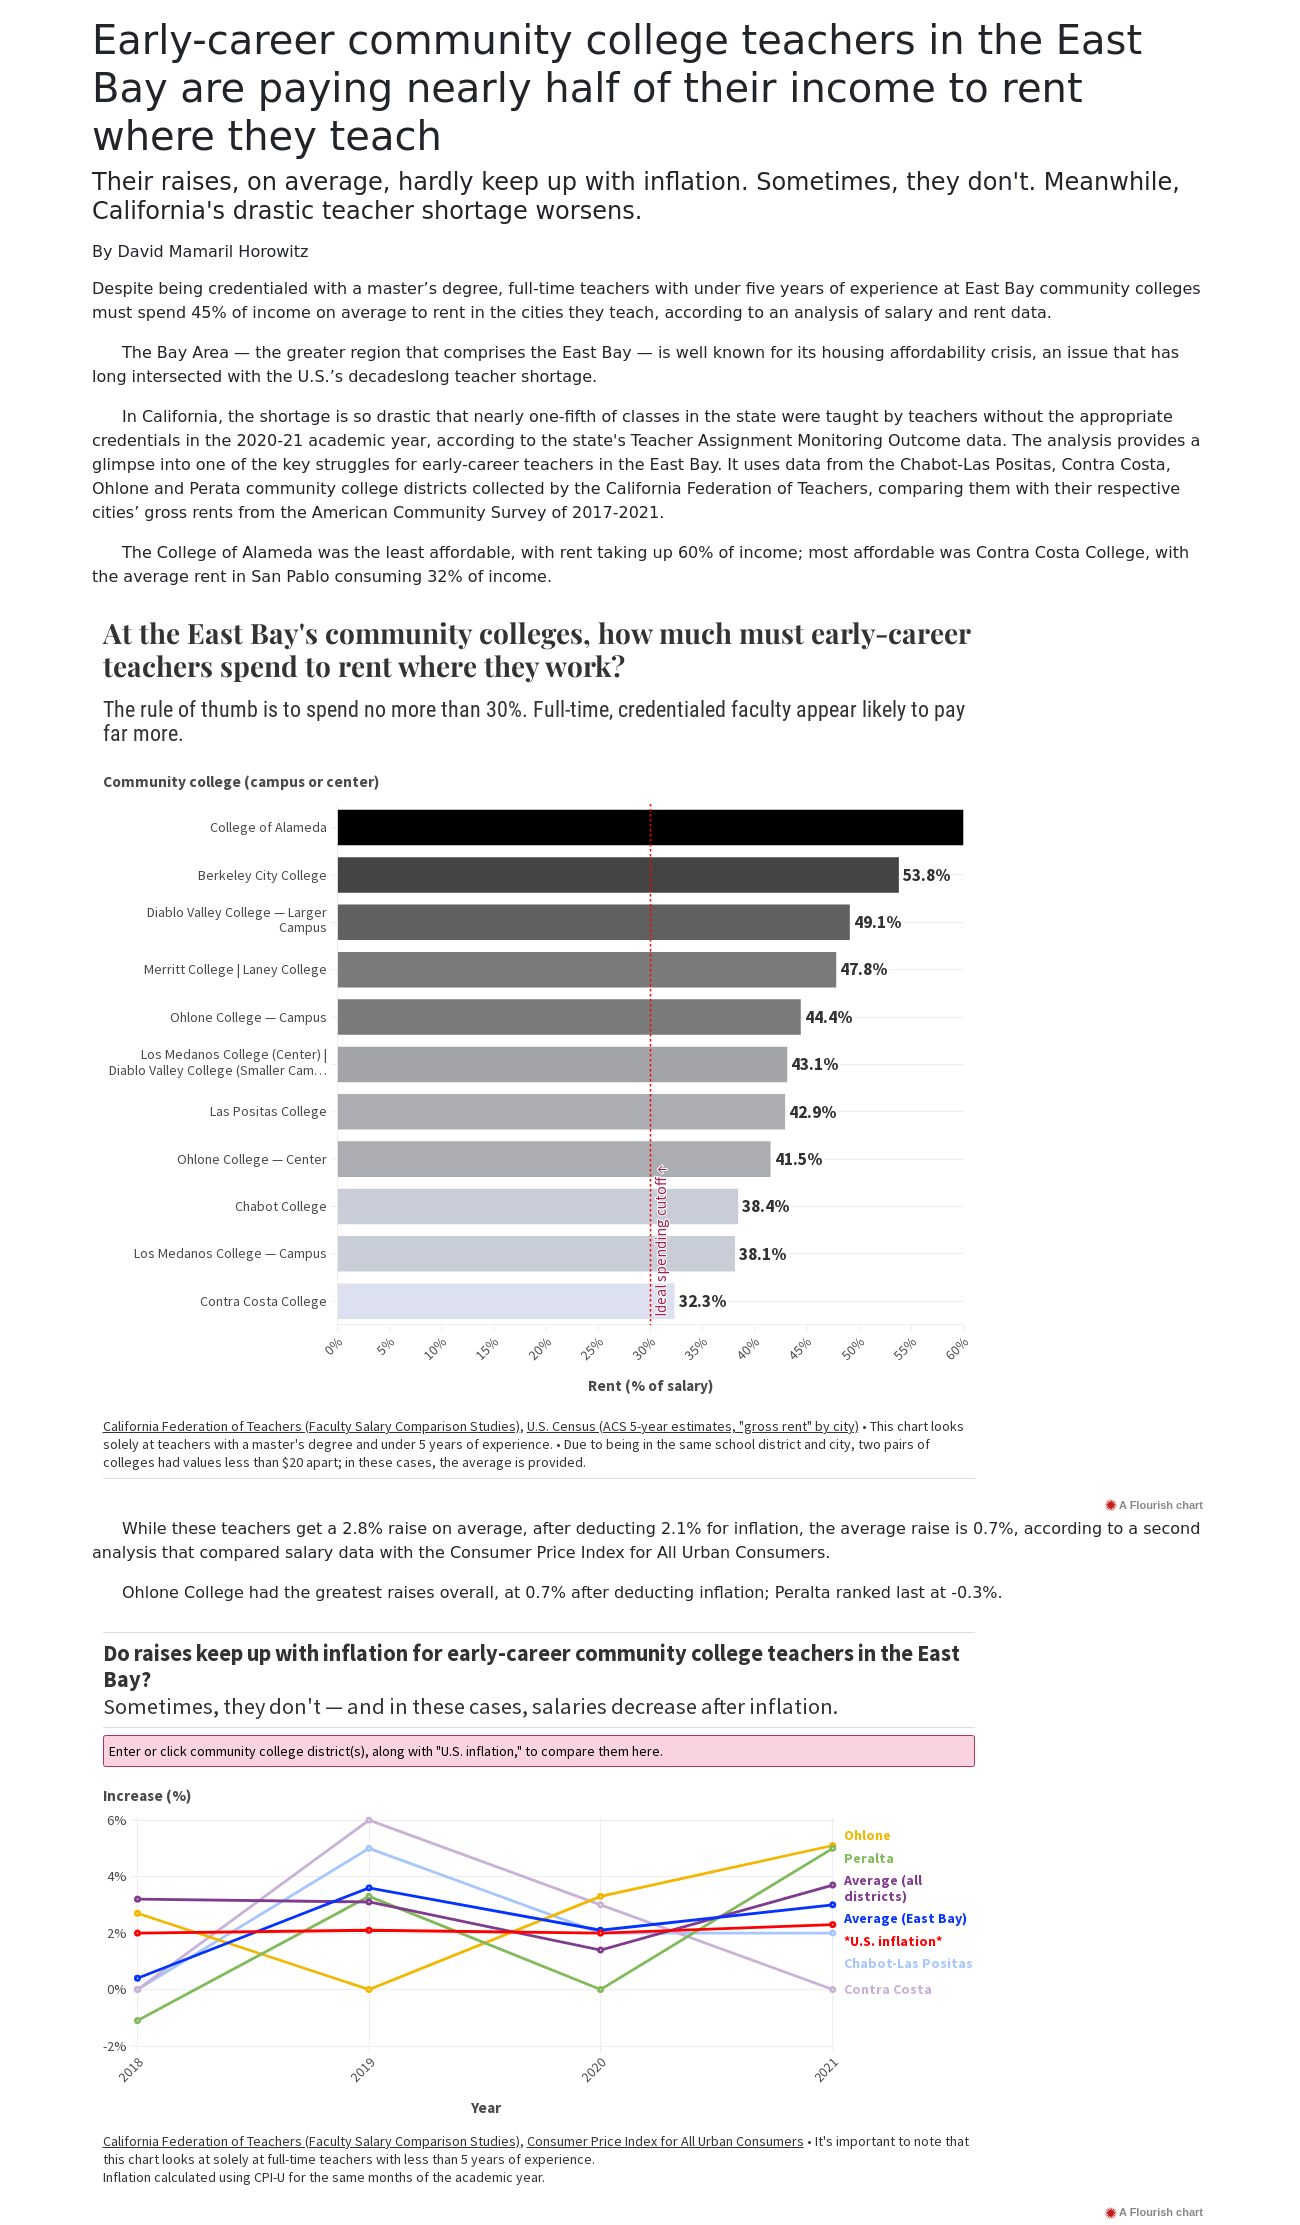 Early-career community college teachers in the East
Bay are paying nearly half of their income to rent
where they teach
Their raises, on average, hardly keep up with inflation. Sometimes, they don't. Meanwhile,
California's drastic teacher shortage worsens.
By David Mamaril Horowitz
Despite being credentialed with a master’s degree, full-time teachers with under five years of experience at East Bay community colleges
must spend 45% of income on average to rent in the cities they teach, according to an analysis of salary and rent data.
The Bay Area — the greater region that comprises the East Bay — is well known for its housing affordability crisis, an issue that has
long intersected with the U.S.’s decadeslong teacher shortage.
In California, the shortage is so drastic that nearly one-fifth of classes in the state were taught by teachers without the appropriate
credentials in the 2020-21 academic year, according to the state's Teacher Assignment Monitoring Outcome data. The analysis provides a
glimpse into one of the key struggles for early-career teachers in the East Bay. It uses data from the Chabot-Las Positas, Contra Costa,
Ohlone and Perata community college districts collected by the California Federation of Teachers, comparing them with their respective
cities’ gross rents from the American Community Survey of 2017-2021.
The College of Alameda was the least affordable, with rent taking up 60% of income; most affordable was Contra Costa College, with
the average rent in San Pablo consuming 32% of income.
At the East Bay's community colleges, how much must early-career
teachers spend to rent where they work?
The rule of thumb is to spend no more than 30%. Full-time, credentialed faculty appear likely to pay
far more.
Community college (campus or center)
College of Alameda
Berkeley City College
53.8%
Diablo Valley College — Larger
Campus
49.1%
Merritt College | Laney College
47.8%
Ohlone College — Campus
44.4%
Los Medanos College (Center) |
Diablo Valley College (Smaller Cam…
43.1%
Las Positas College
42.9%
Ohlone College — Center
41.5%
Chabot College
38.4%
Los Medanos College — Campus
38.1%
Contra Costa College
32.3%
Ideal spending cutoff→
0% 5% 10% 15% 20% 25% 30% 35% 40% 45% 50% 55% 60%
Rent (% of salary)
California Federation of Teachers (Faculty Salary Comparison Studies), U.S. Census (ACS 5-year estimates, "gross rent" by city) • This chart looks
solely at teachers with a master's degree and under 5 years of experience. • Due to being in the same school district and city, two pairs of
colleges had values less than $20 apart; in these cases, the average is provided.
A Flourish chart
While these teachers get a 2.8% raise on average, after deducting 2.1% for inflation, the average raise is 0.7%, according to a second
analysis that compared salary data with the Consumer Price Index for All Urban Consumers.
Ohlone College had the greatest raises overall, at 0.7% after deducting inflation; Peralta ranked last at -0.3%.
Do raises keep up with inflation for early-career community college teachers in the East
Bay?
Sometimes, they don't — and in these cases, salaries decrease after inflation.
Enter or click community college district(s), along with "U.S. inflation," to compare them here.
Increase (%)
6%
4%
2%
0%
-2%
Ohlone
Peralta
Average (all
districts)
Average (East Bay)
*U.S. inflation*
Chabot-Las Positas
Contra Costa
2018 2019 2020 2021
Year
California Federation of Teachers (Faculty Salary Comparison Studies), Consumer Price Index for All Urban Consumers • It's important to note that
this chart looks at solely at full-time teachers with less than 5 years of experience.
Inflation calculated using CPI-U for the same months of the academic year.
A Flourish chart